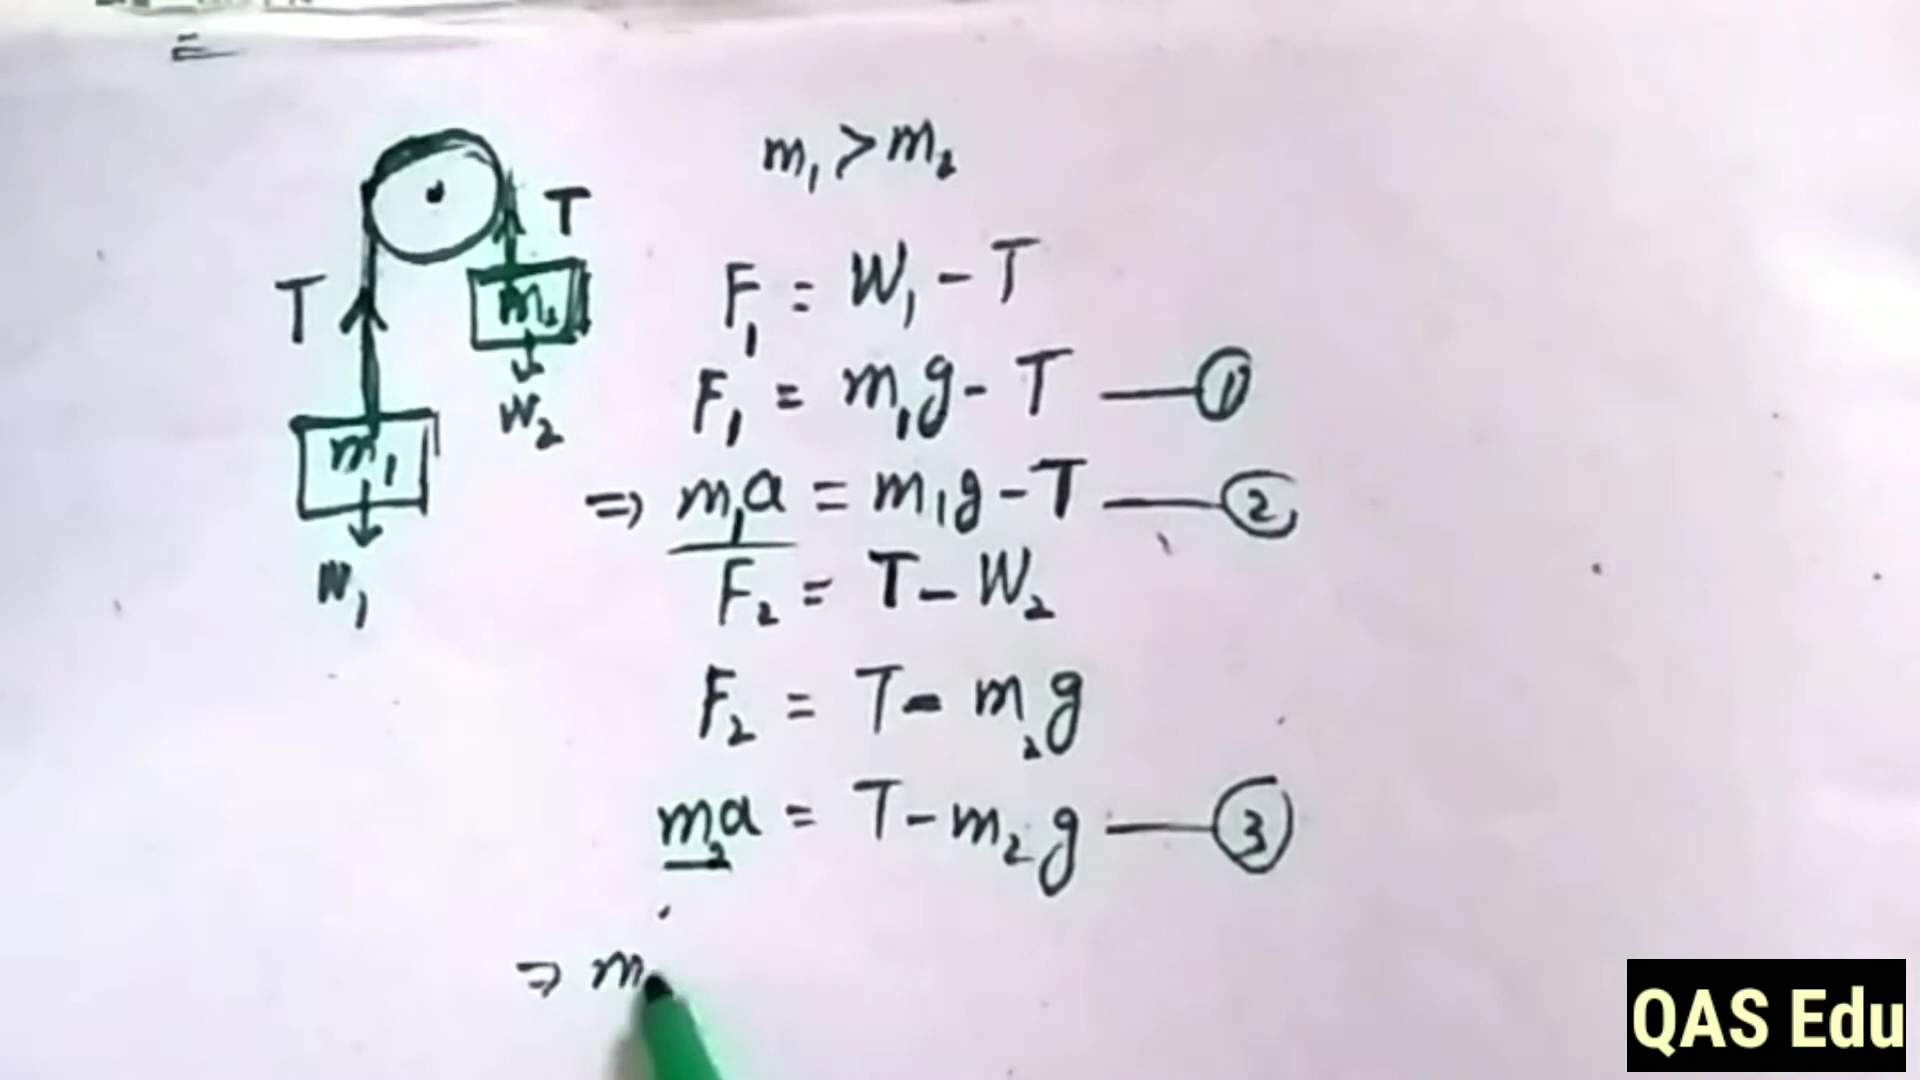 m₁ > m₂
T
T
m₂
W₂
m₁
W₁
F₁ = W₁ - T
F₁ = m₁g - T —— ①
⇒ m₁a = m₁g - T —— ②
F₂ = T - W₂
F₂ = T - m₂g
m₂a = T - m₂g —— ③
⇒ m
QAS Edu